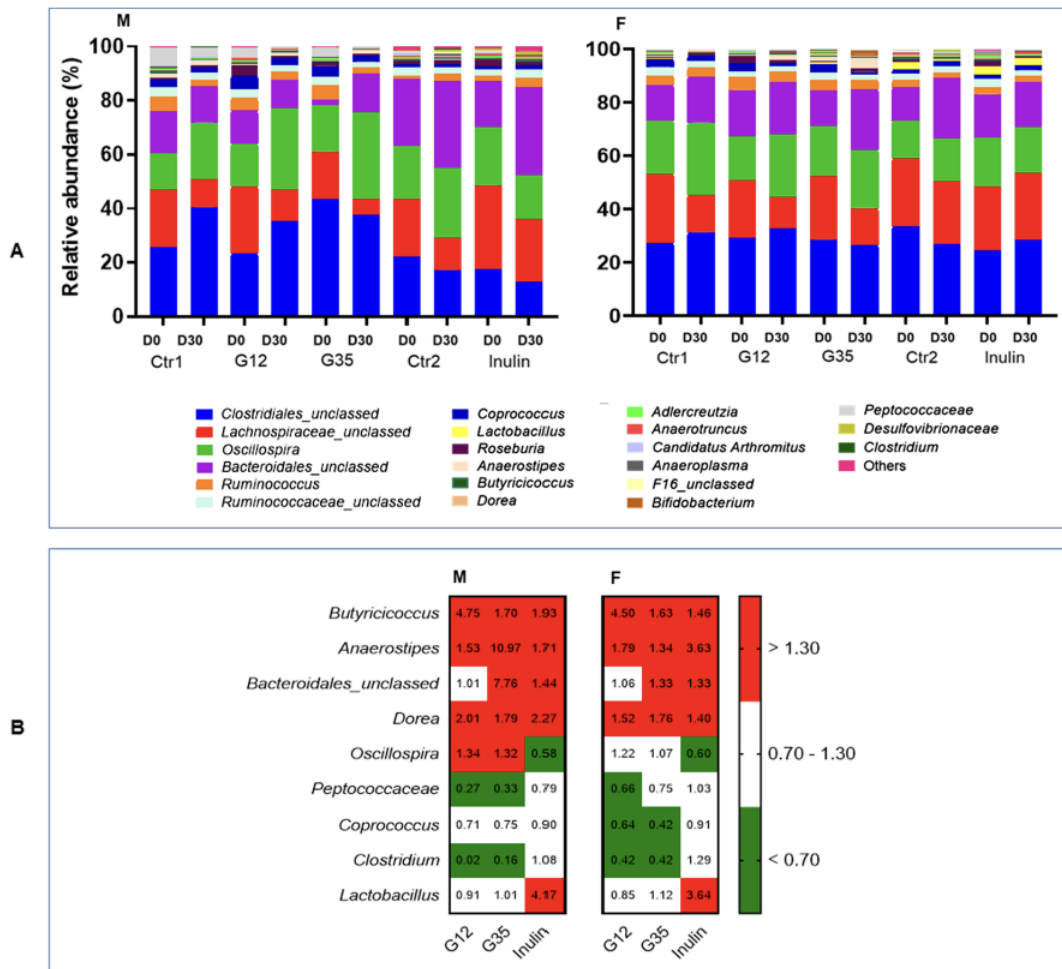 A
M
F
Relative abundance (%)
100
80
60
40
20
0
D0 D30 D0 D30 D0 D30 D0 D30 D0 D30
Ctr1 G12 G35 Ctr2 Inulin
100
80
60
40
20
0
D0 D30 D0 D30 D0 D30 D0 D30 D0 D30
Ctr1 G12 G35 Ctr2 Inulin
Clostridiales_unclassed
Lachnospiraceae_unclassed
Oscillospira
Bacteroidales_unclassed
Ruminococcus
Ruminococcaceae_unclassed
Coprococcus
Lactobacillus
Roseburia
Anaerostipes
Butyricicoccus
Dorea
Adlercreutzia
Anaerotruncus
Candidatus Arthromitus
Anaeroplasma
F16_unclassed
Bifidobacterium
Peptococcaceae
Desulfovibrionaceae
Clostridium
Others
B
M F
Butyricicoccus 4.75 1.70 1.93 4.50 1.63 1.46
Anaerostipes 1.53 10.97 1.71 1.79 1.34 3.63
Bacteroidales_unclassed 1.01 7.76 1.44 1.06 1.33 1.33
Dorea 2.01 1.79 2.27 1.52 1.76 1.40
Oscillospira 1.34 1.32 0.58 1.22 1.07 0.60
Peptococcaceae 0.27 0.33 0.79 0.66 0.75 1.03
Coprococcus 0.71 0.75 0.90 0.64 0.42 0.91
Clostridium 0.02 0.16 1.08 0.42 0.42 1.29
Lactobacillus 0.91 1.01 4.17 0.85 1.12 3.64
G12 G35 Inulin G12 G35 Inulin
> 1.30
0.70 - 1.30
< 0.70